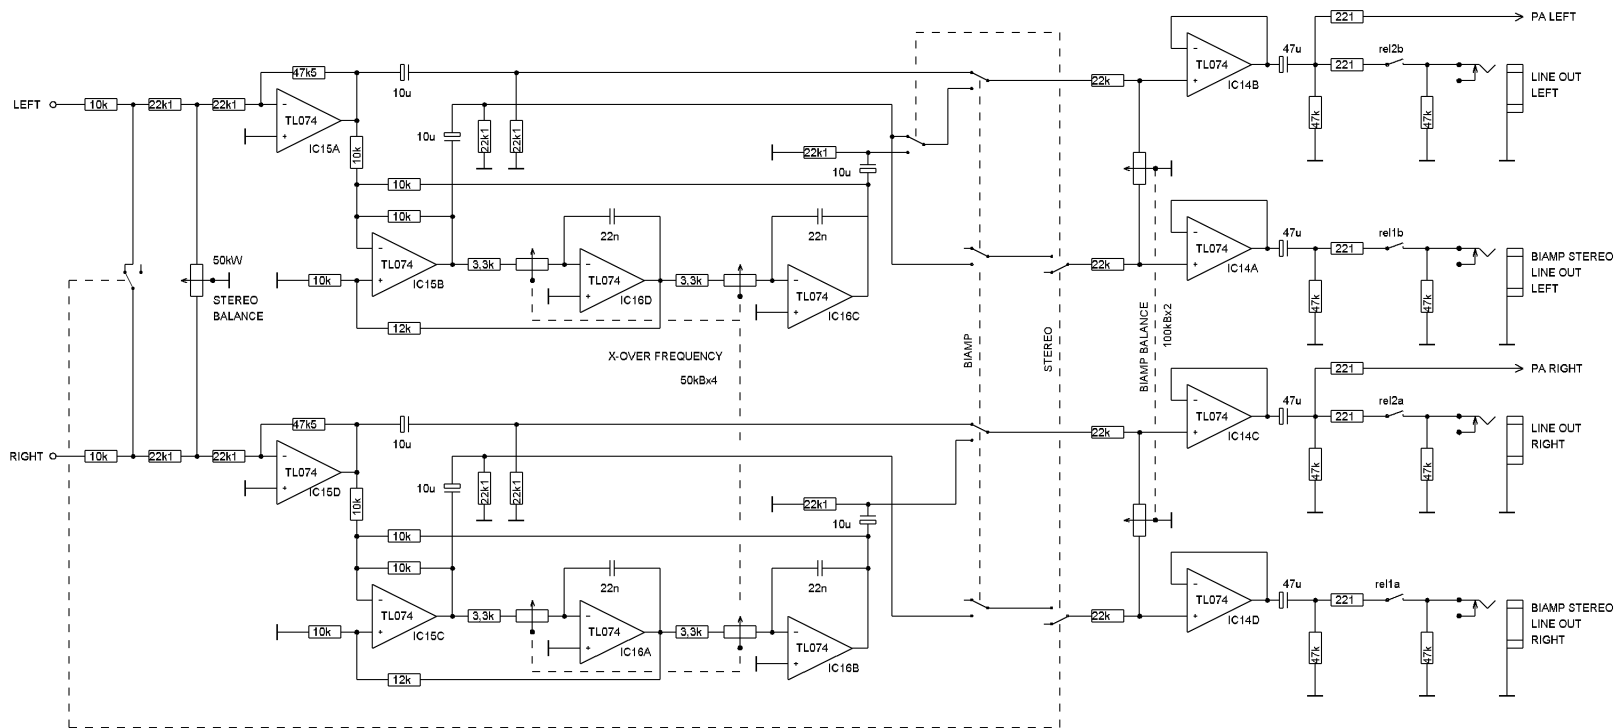 221
PA LEFT
47k5
10u
TL074
IC14B
47u
221
rel2b
LINE OUT
LEFT
22k
47k
47k
LEFT
10k
22k1
22k1
TL074
IC15A
10k
10u
22k1
22k1
22k1
10u
10k
10k
22n
22n
TL074
IC15B
10k
3,3k
TL074
IC16D
3,3k
TL074
IC16C
12k
50kW
STEREO
BALANCE
22k
TL074
IC14A
47u
221
rel1b
BIAMP STEREO
LINE OUT
LEFT
47k
47k
X-OVER FREQUENCY
50kBx4
BIAMP
STEREO
BIAMP BALANCE
100kBx2
221
PA RIGHT
47k5
10u
22k
TL074
IC14C
47u
221
rel2a
LINE OUT
RIGHT
47k
47k
RIGHT
10k
22k1
22k1
TL074
IC15D
10k
10u
22k1
22k1
22k1
10u
10k
10k
22n
22n
TL074
IC15C
10k
3,3k
TL074
IC16A
3,3k
TL074
IC16B
12k
22k
TL074
IC14D
47u
221
rel1a
BIAMP STEREO
LINE OUT
RIGHT
47k
47k